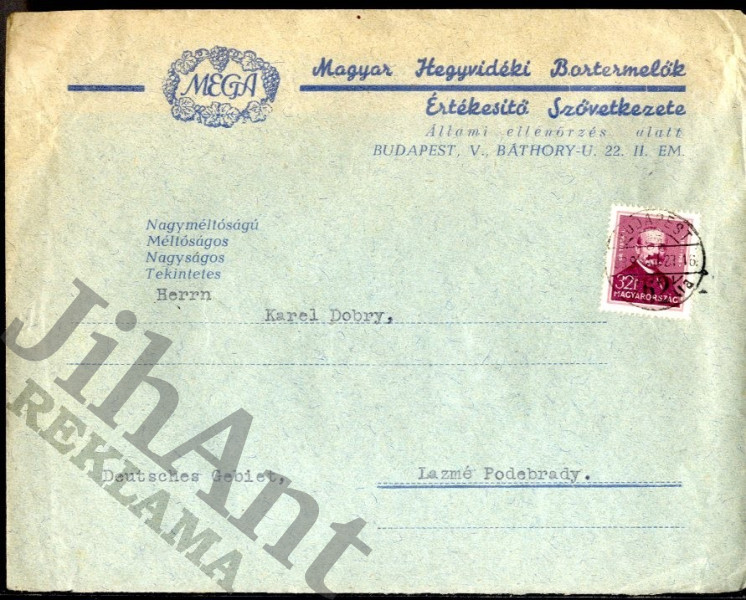 MEGA
Magyar Hegyvidéki Bortermelők
Értékesítő Szövetkezete
Állami ellenőrzés alatt
BUDAPEST, V., BÁTHORY-U. 22. II. EM.
Nagyméltóságú
Méltóságos
Nagyságos
Tekintetes
Herrn
Karel Dobry,
Deutsches Gebiet, Lazmé Podebrady.
BUDAPEST
32f
MAGYARORSZÁG
JihAnt
REKLAMA